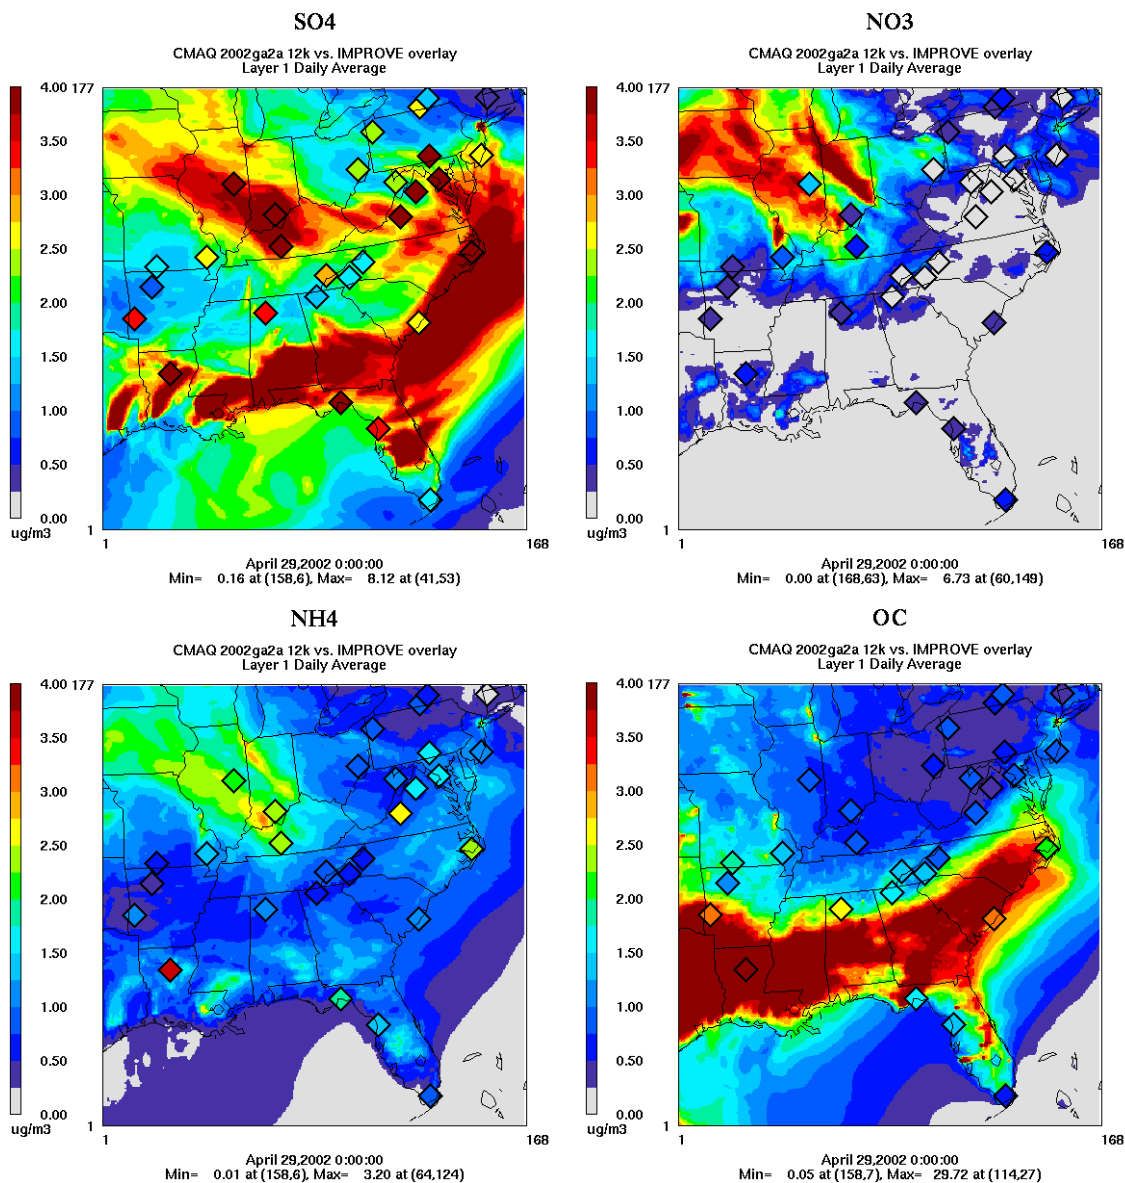 SO4
CMAQ 2002ga2a 12k vs. IMPROVE overlay
Layer 1 Daily Average
4.00 177
3.50
3.00
2.50
2.00
1.50
1.00
0.50
0.00
ug/m3
1
1
168
April 29,2002 0:00:00
Min= 0.16 at (158,6), Max= 8.12 at (41,53)
NO3
CMAQ 2002ga2a 12k vs. IMPROVE overlay
Layer 1 Daily Average
4.00 177
3.50
3.00
2.50
2.00
1.50
1.00
0.50
0.00
ug/m3
1
1
168
April 29,2002 0:00:00
Min= 0.00 at (168,63), Max= 6.73 at (60,149)
NH4
CMAQ 2002ga2a 12k vs. IMPROVE overlay
Layer 1 Daily Average
4.00 177
3.50
3.00
2.50
2.00
1.50
1.00
0.50
0.00
ug/m3
1
1
168
April 29,2002 0:00:00
Min= 0.01 at (158,6), Max= 3.20 at (64,124)
OC
CMAQ 2002ga2a 12k vs. IMPROVE overlay
Layer 1 Daily Average
4.00 177
3.50
3.00
2.50
2.00
1.50
1.00
0.50
0.00
ug/m3
1
1
168
April 29,2002 0:00:00
Min= 0.05 at (158,7), Max= 29.72 at (114,27)